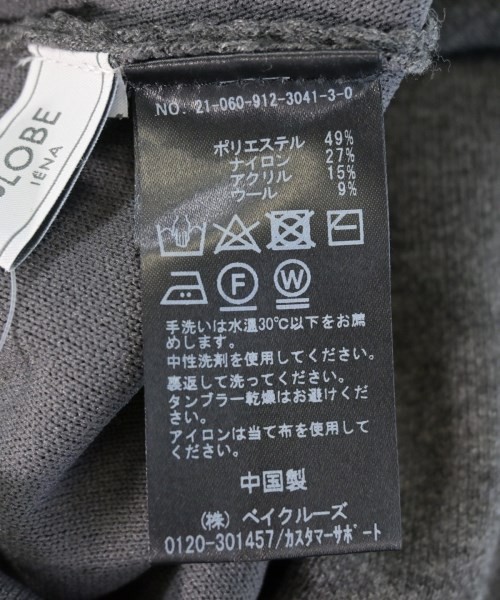 LOBE
IÉNA
NO. 21-060-912-3041-3-0
ポリエステル 49%
ナイロン 27%
アクリル 15%
ウール 9%
F W
手洗いは水温30℃以下をお薦
めします。
中性洗剤を使用してください。
裏返して洗ってください。
タンブラー乾燥はお避けくださ
い。
アイロンは当て布を使用してく
ださい。
中国製
(株) ベイクルーズ
0120-301457/カスタマーサポート